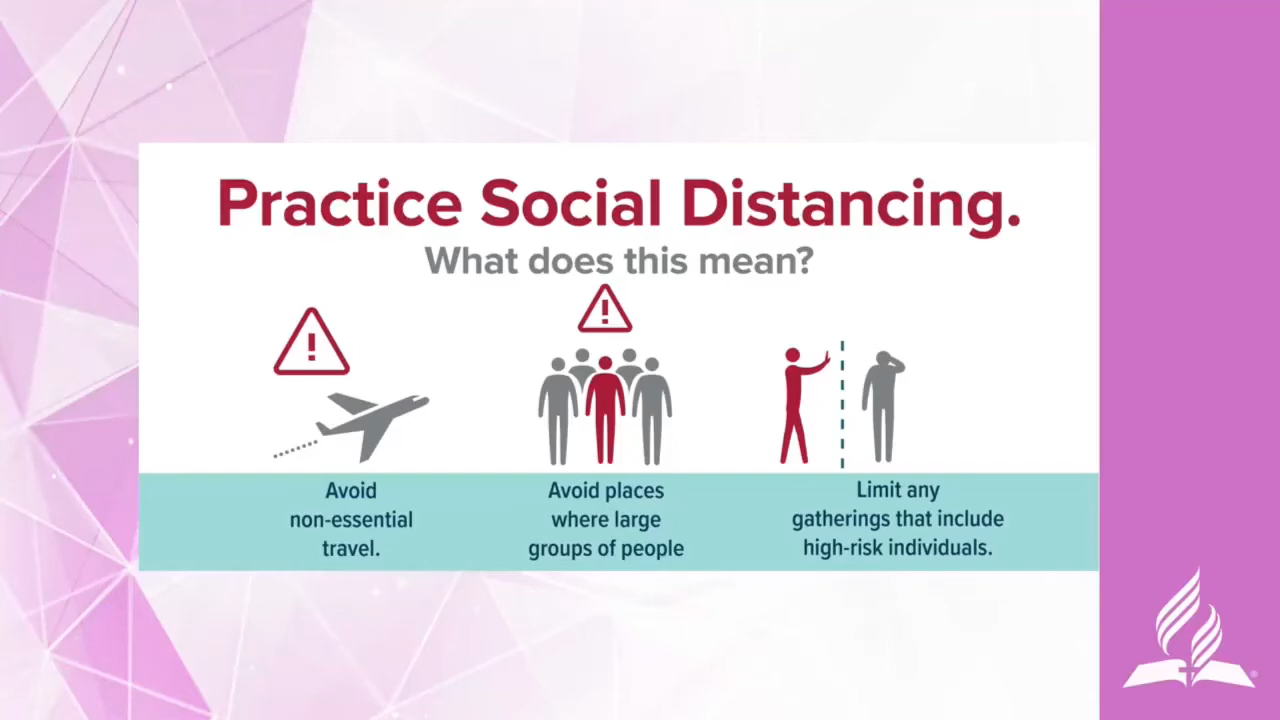 Practice Social Distancing.
What does this mean?
Avoid
non-essential
travel.
Avoid places
where large
groups of people
Limit any
gatherings that include
high-risk individuals.